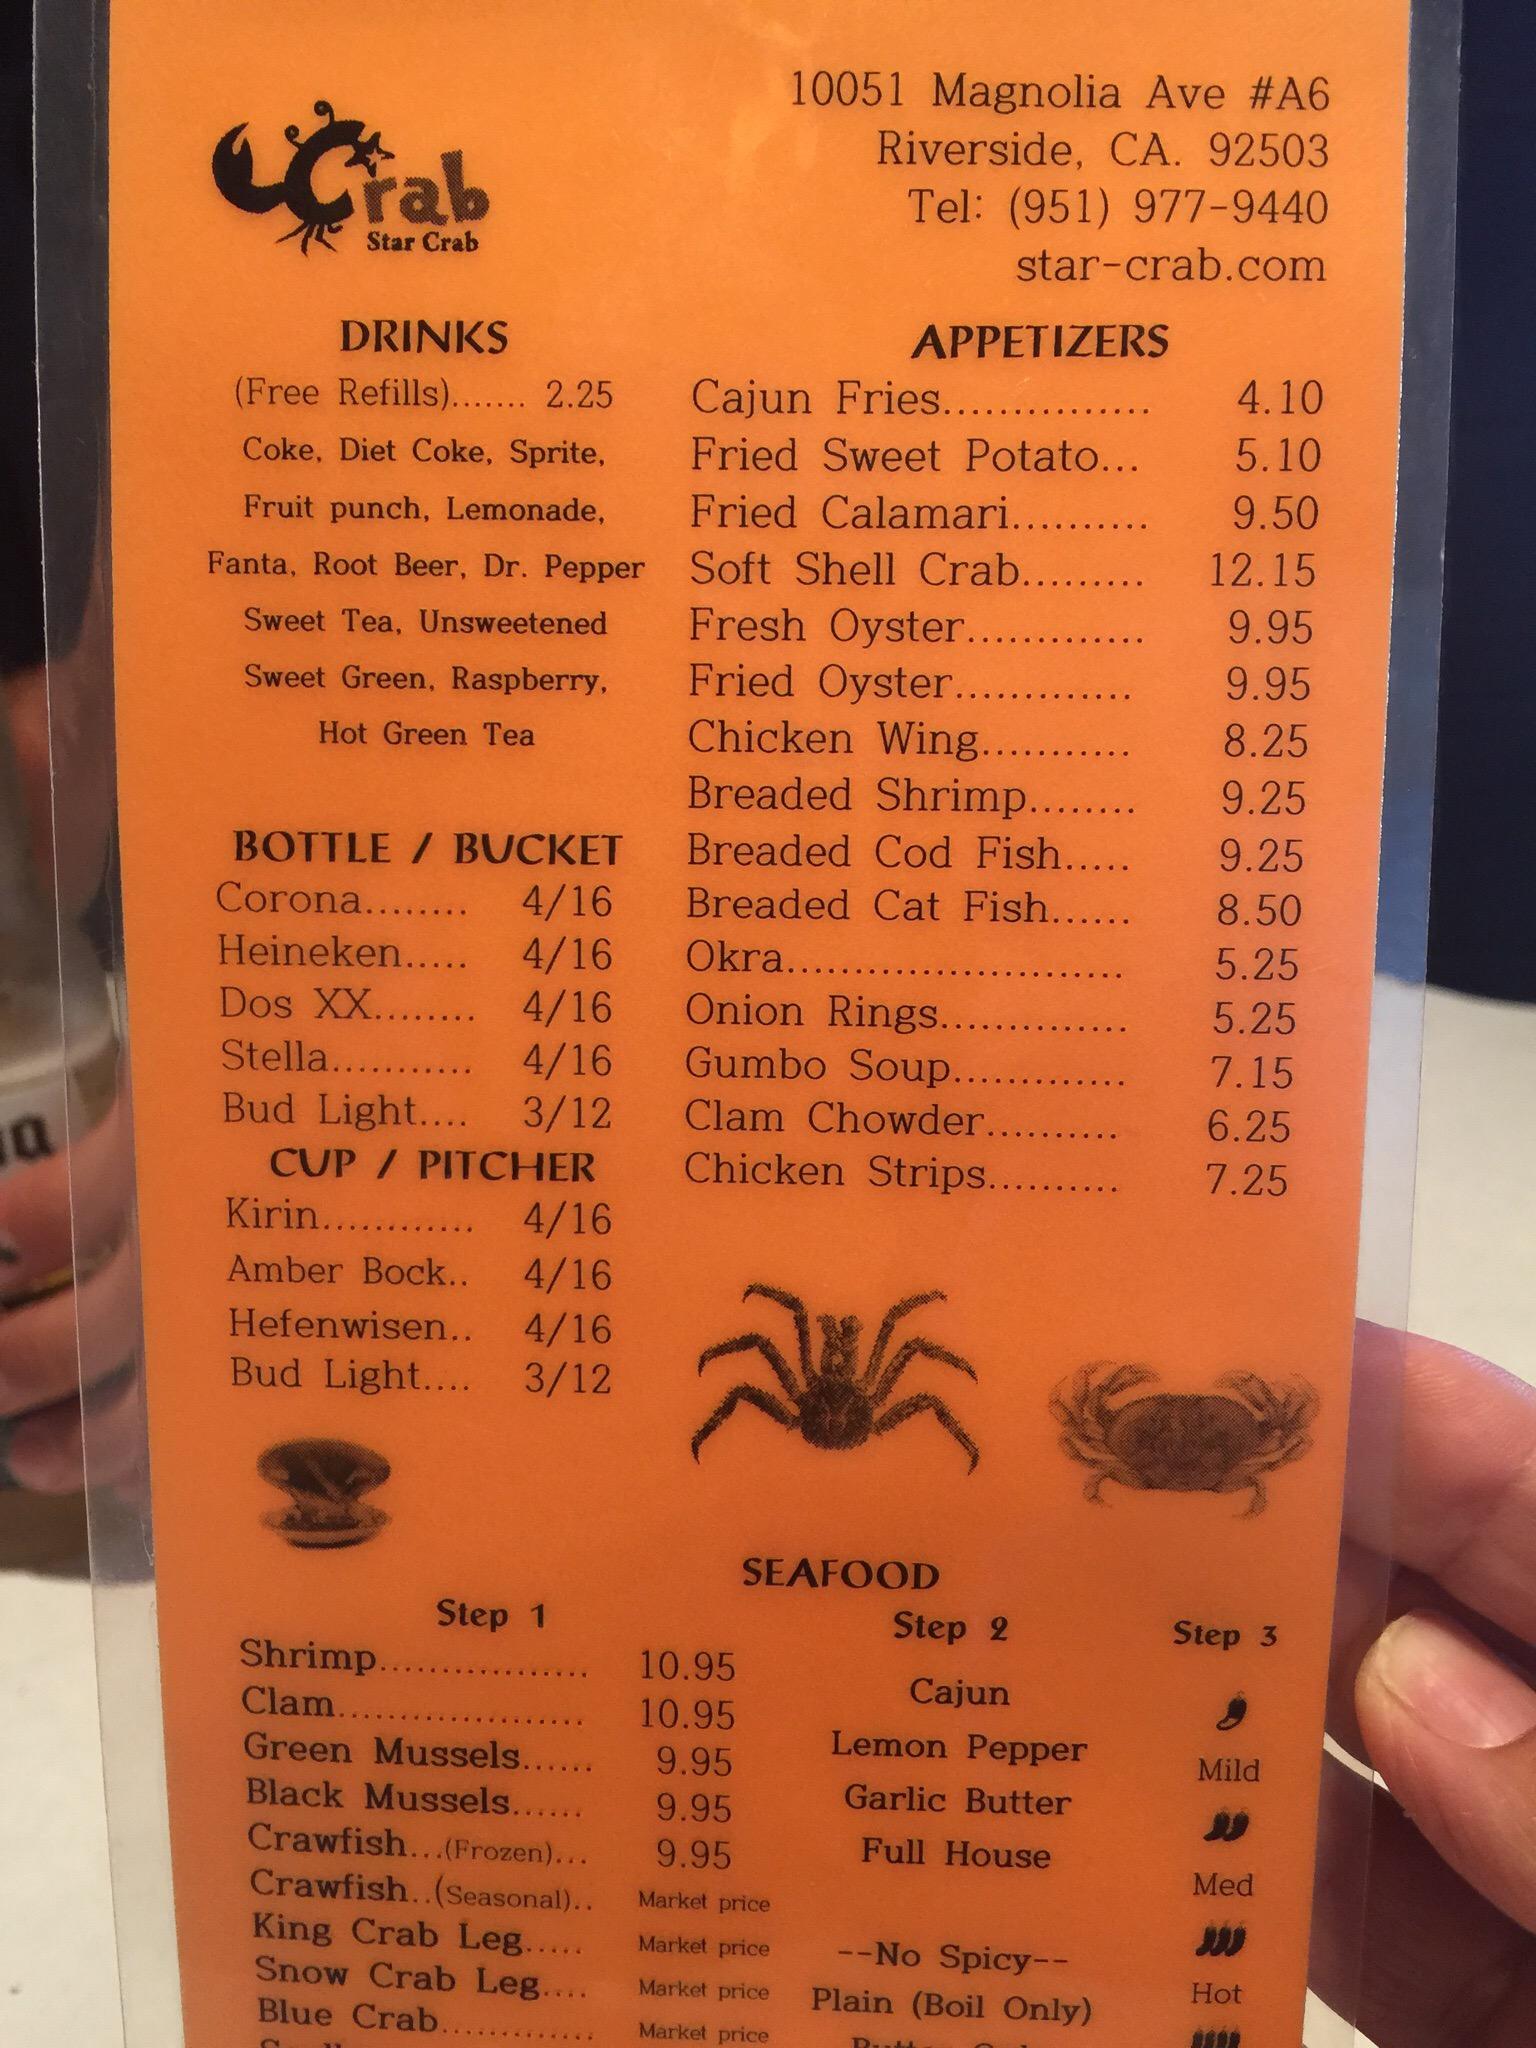 Crab
Star Crab
10051 Magnolia Ave #A6
Riverside, CA. 92503
Tel: (951) 977-9440
star-crab.com
DRINKS
(Free Refills)....... 2.25
Coke, Diet Coke, Sprite,
Fruit punch, Lemonade,
Fanta, Root Beer, Dr. Pepper
Sweet Tea, Unsweetened
Sweet Green, Raspberry,
Hot Green Tea
BOTTLE / BUCKET
Corona........ 4/16
Heineken..... 4/16
Dos XX........ 4/16
Stella........... 4/16
Bud Light.... 3/12
CUP / PITCHER
Kirin............ 4/16
Amber Bock.. 4/16
Hefenwisen.. 4/16
Bud Light.... 3/12
APPETIZERS
Cajun Fries............... 4.10
Fried Sweet Potato... 5.10
Fried Calamari.......... 9.50
Soft Shell Crab......... 12.15
Fresh Oyster............. 9.95
Fried Oyster............. 9.95
Chicken Wing........... 8.25
Breaded Shrimp........ 9.25
Breaded Cod Fish..... 9.25
Breaded Cat Fish...... 8.50
Okra......................... 5.25
Onion Rings.............. 5.25
Gumbo Soup............. 7.15
Clam Chowder.......... 6.25
Chicken Strips.......... 7.25
SEAFOOD
Step 1
Shrimp.................. 10.95
Clam..................... 10.95
Green Mussels...... 9.95
Black Mussels...... 9.95
Crawfish...(Frozen)... 9.95
Crawfish..(Seasonal).. Market price
King Crab Leg..... Market price
Snow Crab Leg.... Market price
Blue Crab............. Market price
Step 2
Cajun
Lemon Pepper
Garlic Butter
Full House
--No Spicy--
Plain (Boil Only)
Step 3
Mild
Med
Hot